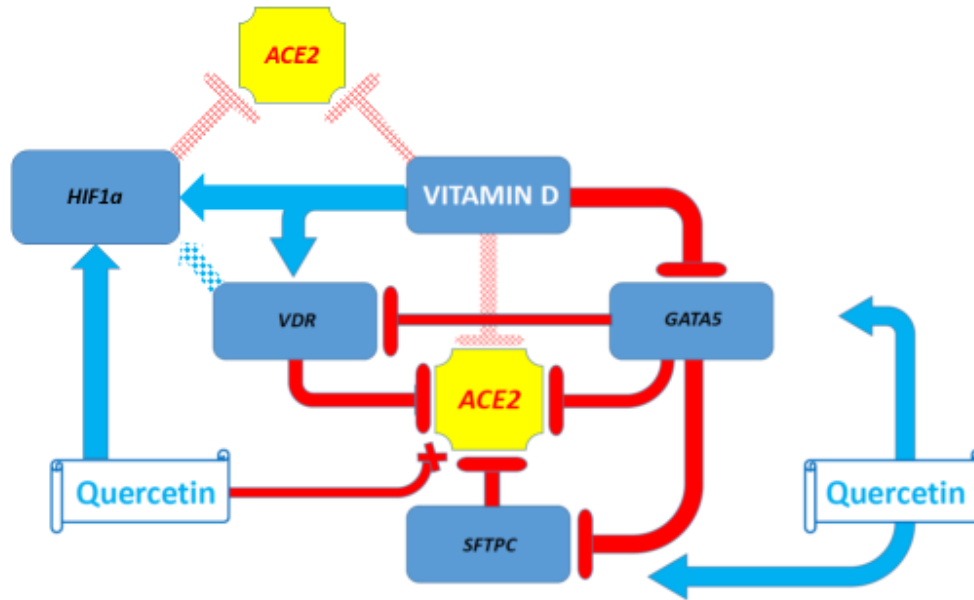 ACE2
HIF1a
VITAMIN D
VDR
GATA5
ACE2
Quercetin
Quercetin
SFTPC